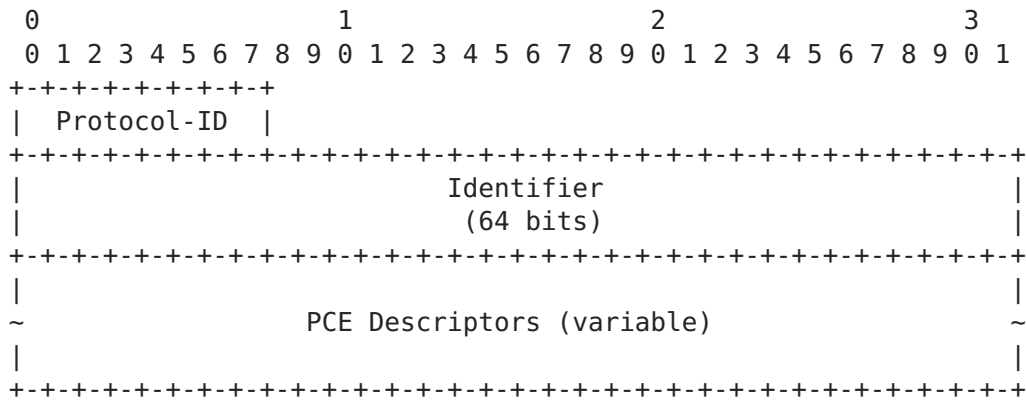 0                   1                   2                   3
 0 1 2 3 4 5 6 7 8 9 0 1 2 3 4 5 6 7 8 9 0 1 2 3 4 5 6 7 8 9 0 1
+-+-+-+-+-+-+-+-+
|  Protocol-ID  |
+-+-+-+-+-+-+-+-+-+-+-+-+-+-+-+-+-+-+-+-+-+-+-+-+-+-+-+-+-+-+-+-+
|                           Identifier                          |
|                            (64 bits)                          |
+-+-+-+-+-+-+-+-+-+-+-+-+-+-+-+-+-+-+-+-+-+-+-+-+-+-+-+-+-+-+-+-+
|                                                               |
~                  PCE Descriptors (variable)                   ~
|                                                               |
+-+-+-+-+-+-+-+-+-+-+-+-+-+-+-+-+-+-+-+-+-+-+-+-+-+-+-+-+-+-+-+-+